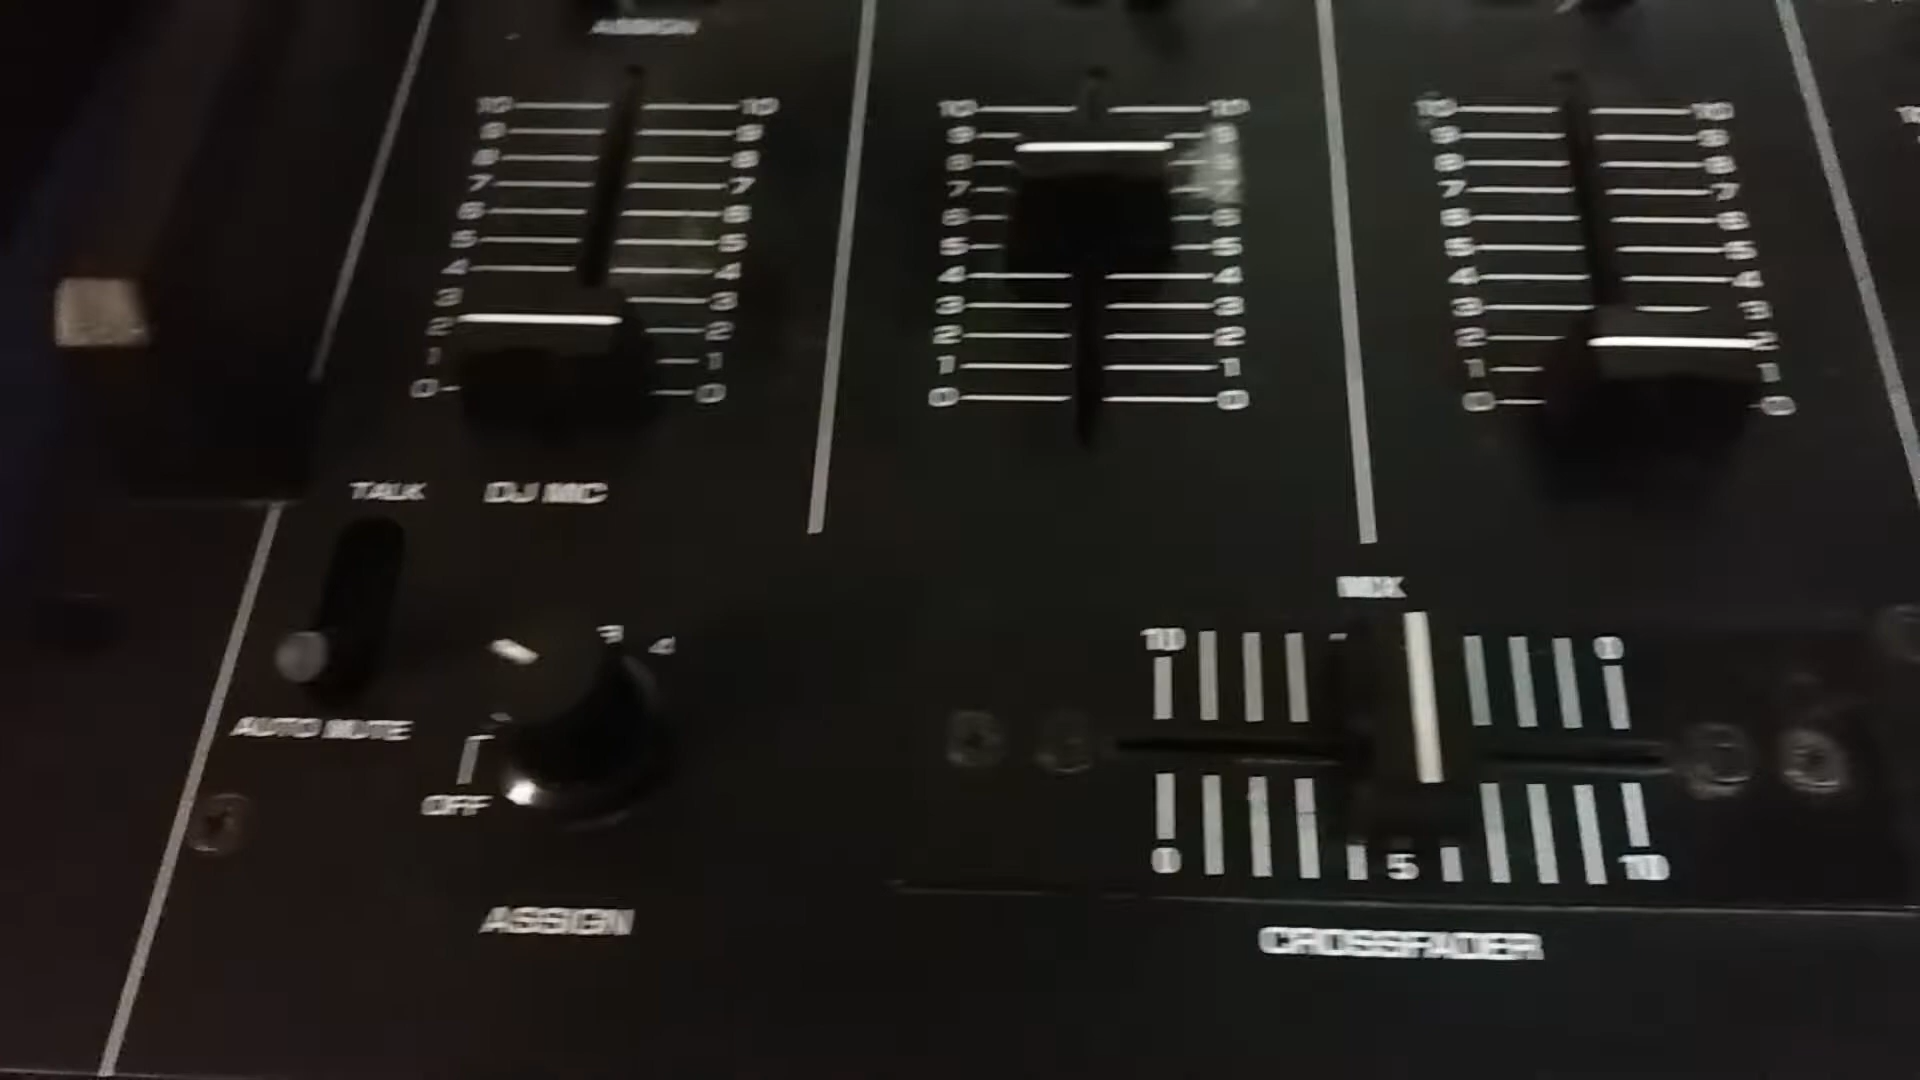 ASSIGN
10 10 10 10 10 10
9 9 9 9 9 9
8 8 8 8 8 8
7 7 7 7 7 7
6 6 6 6 6 6
5 5 5 5 5 5
4 4 4 4 4 4
3 3 3 3 3 3
2 2 2 2 2 2
1 1 1 1 1 1
0 0 0 0 0 0
TALK DJ MC
MIX
3 4 10 0
AUTO MUTE
OFF
0 5 10
ASSIGN
CROSSFADER